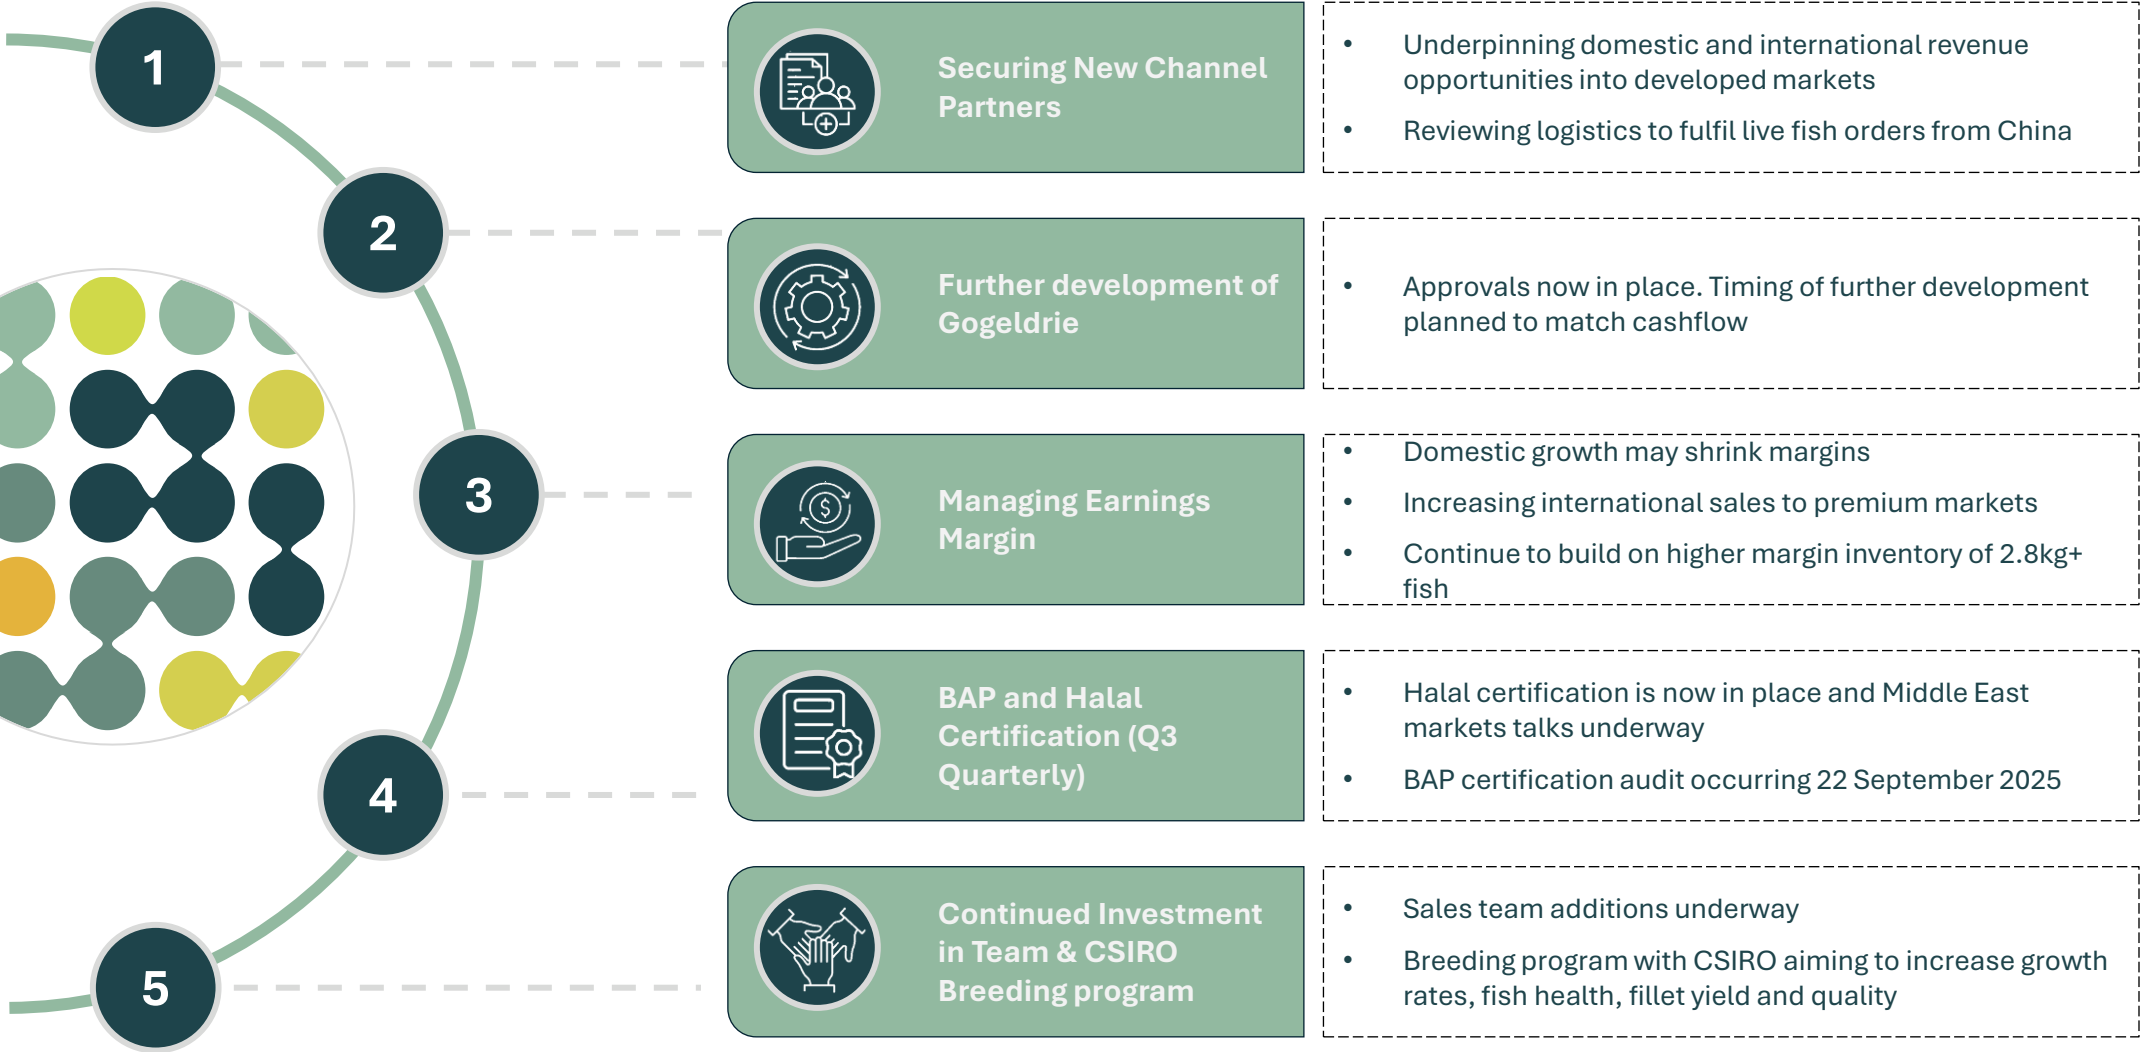 1
Securing New Channel
Partners
• Underpinning domestic and international revenue
opportunities into developed markets
• Reviewing logistics to fulfil live fish orders from China
2
Further development of
Gogeldrie
• Approvals now in place. Timing of further development
planned to match cashflow
3
Managing Earnings
Margin
• Domestic growth may shrink margins
• Increasing international sales to premium markets
• Continue to build on higher margin inventory of 2.8kg+
fish
4
BAP and Halal
Certification (Q3
Quarterly)
• Halal certification is now in place and Middle East
markets talks underway
• BAP certification audit occurring 22 September 2025
5
Continued Investment
in Team & CSIRO
Breeding program
• Sales team additions underway
• Breeding program with CSIRO aiming to increase growth
rates, fish health, fillet yield and quality